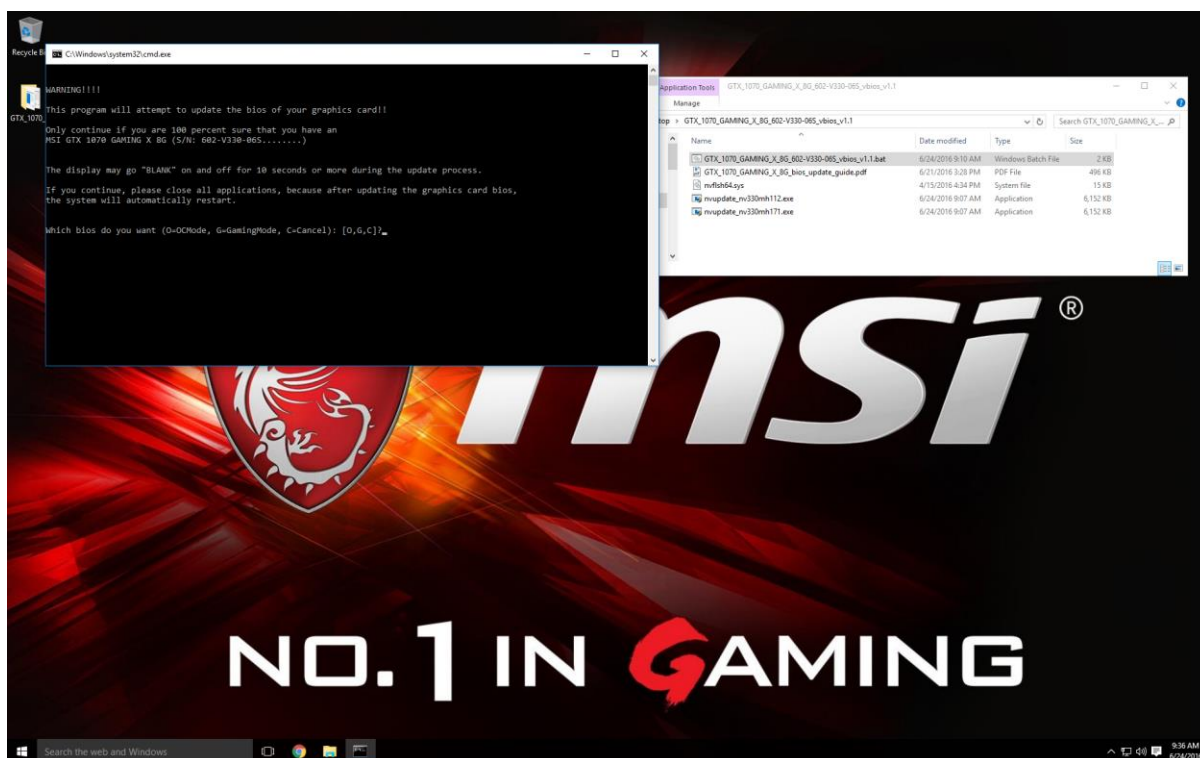 Recycle B
GTX_1070_
C:\Windows\system32\cmd.exe
WARNING!!!!
This program will attempt to update the bios of your graphics card!!
Only continue if you are 100 percent sure that you have an
MSI GTX 1070 GAMING X 8G (S/N: 602-V330-06S........)
The display may go "BLANK" on and off for 10 seconds or more during the update process.
If you continue, please close all applications, because after updating the graphics card bios,
the system will automatically restart.
Which bios do you want (O=OCMode, G=GamingMode, C=Cancel): [O,G,C]?_
Application Tools GTX_1070_GAMING_X_8G_602-V330-06S_vbios_v1.1
Manage
top > GTX_1070_GAMING_X_8G_602-V330-06S_vbios_v1.1 Search GTX_1070_GAMING_X_...
Name Date modified Type Size
GTX_1070_GAMING_X_8G_602-V330-06S_vbios_v1.1.bat 6/24/2016 9:10 AM Windows Batch File 2 KB
GTX_1070_GAMING_X_8G_bios_update_guide.pdf 6/21/2016 3:28 PM PDF File 496 KB
nvflsh64.sys 4/15/2016 4:34 PM System file 15 KB
nvupdate_nv330mh112.exe 6/24/2016 9:07 AM Application 6,152 KB
nvupdate_nv330mh171.exe 6/24/2016 9:07 AM Application 6,152 KB
msi®
NO.1 IN GAMING
Search the web and Windows
9:36 AM
6/24/2016